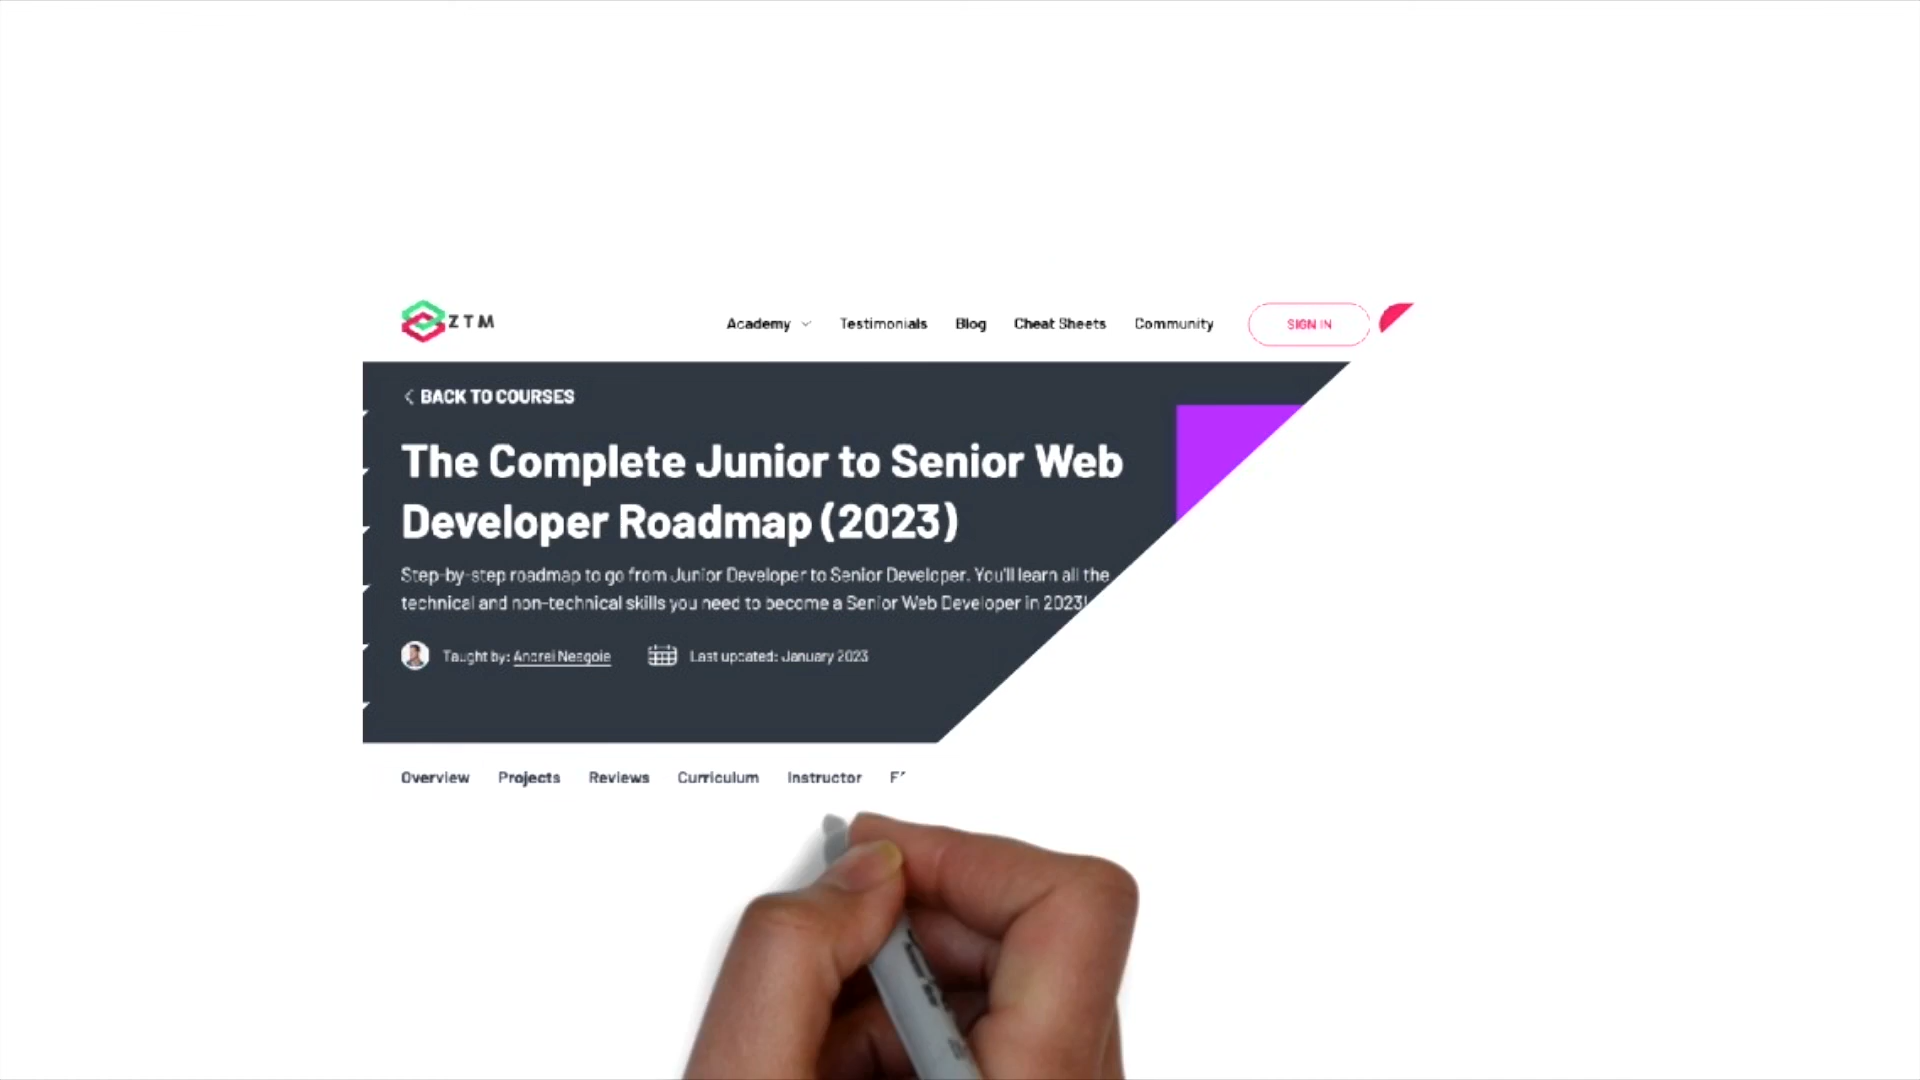 ZTM
Academy Testimonials Blog Cheat Sheets Community SIGN IN
BACK TO COURSES
The Complete Junior to Senior Web
Developer Roadmap (2023)
Step-by-step roadmap to go from Junior Developer to Senior Developer. You'll learn all the
technical and non-technical skills you need to become a Senior Web Developer in 2023!
Taught by: Andrei Neagoie Last updated: January 2023
Overview Projects Reviews Curriculum Instructor